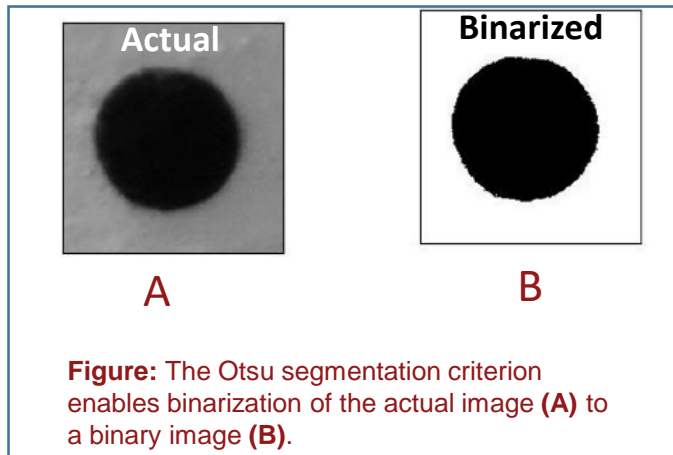 Actual
Binarized
A
B
Figure: The Otsu segmentation criterion
enables binarization of the actual image (A) to
a binary image (B).